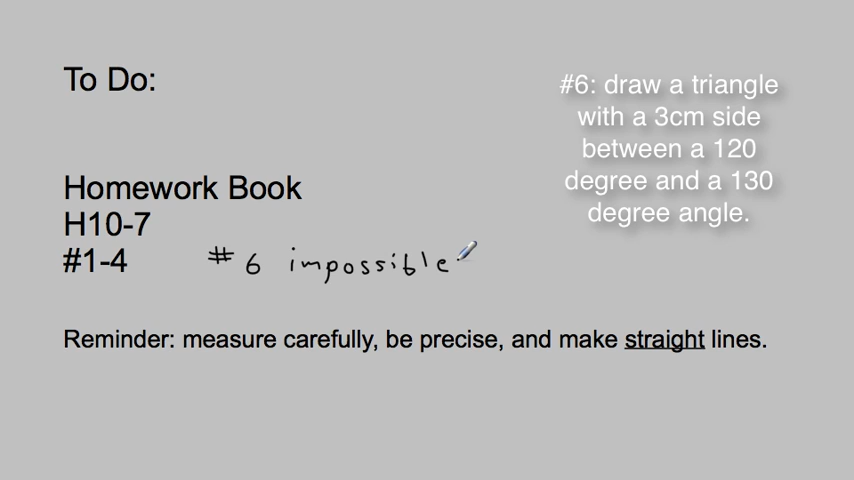 To Do:
#6: draw a triangle
with a 3cm side
between a 120
degree and a 130
degree angle.
Homework Book
H10-7
#1-4 # 6 impossible
Reminder: measure carefully, be precise, and make straight lines.